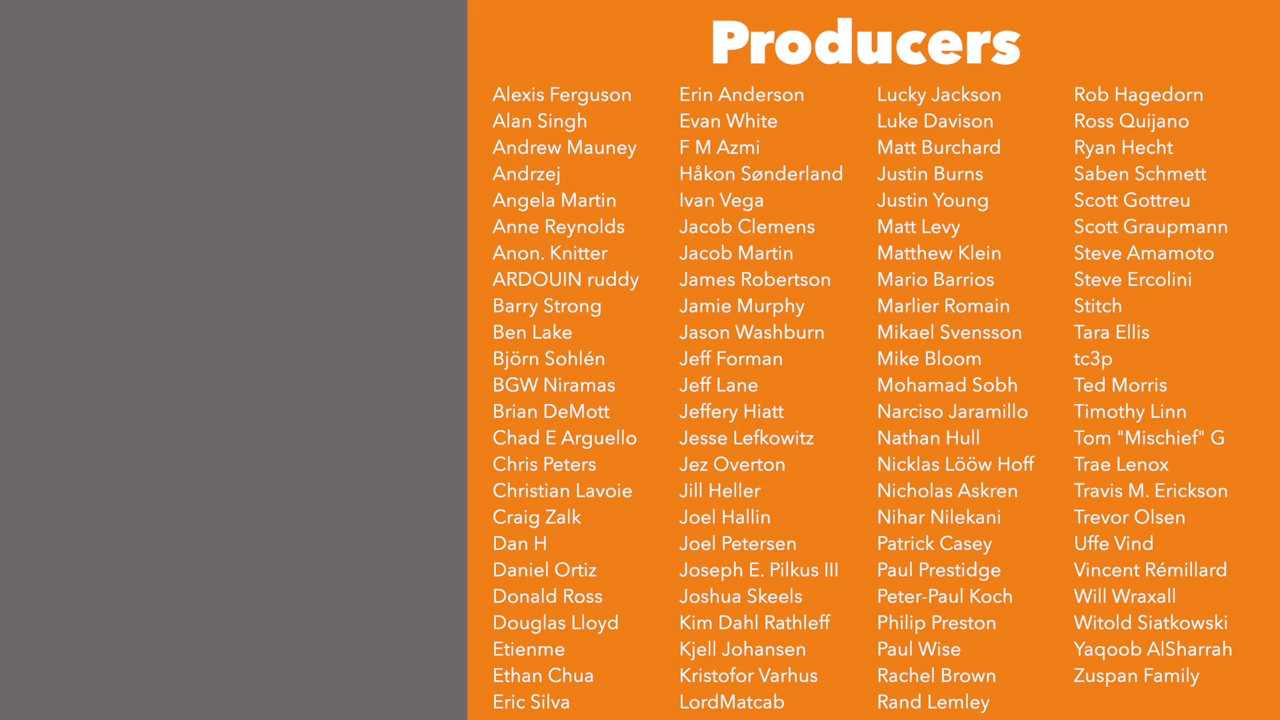 Producers
Alexis Ferguson
Alan Singh
Andrew Mauney
Andrzej
Angela Martin
Anne Reynolds
Anon. Knitter
ARDOUIN ruddy
Barry Strong
Ben Lake
Björn Sohlén
BGW Niramas
Brian DeMott
Chad E Arguello
Chris Peters
Christian Lavoie
Craig Zalk
Dan H
Daniel Ortiz
Donald Ross
Douglas Lloyd
Etienme
Ethan Chua
Eric Silva
Erin Anderson
Evan White
F M Azmi
Håkon Sønderland
Ivan Vega
Jacob Clemens
Jacob Martin
James Robertson
Jamie Murphy
Jason Washburn
Jeff Forman
Jeff Lane
Jeffery Hiatt
Jesse Lefkowitz
Jez Overton
Jill Heller
Joel Hallin
Joel Petersen
Joseph E. Pilkus III
Joshua Skeels
Kim Dahl Rathleff
Kjell Johansen
Kristofor Varhus
LordMatcab
Lucky Jackson
Luke Davison
Matt Burchard
Justin Burns
Justin Young
Matt Levy
Matthew Klein
Mario Barrios
Marlier Romain
Mikael Svensson
Mike Bloom
Mohamad Sobh
Narciso Jaramillo
Nathan Hull
Nicklas Lööw Hoff
Nicholas Askren
Nihar Nilekani
Patrick Casey
Paul Prestidge
Peter-Paul Koch
Philip Preston
Paul Wise
Rachel Brown
Rand Lemley
Rob Hagedorn
Ross Quijano
Ryan Hecht
Saben Schmett
Scott Gottreu
Scott Graupmann
Steve Amamoto
Steve Ercolini
Stitch
Tara Ellis
tc3p
Ted Morris
Timothy Linn
Tom "Mischief" G
Trae Lenox
Travis M. Erickson
Trevor Olsen
Uffe Vind
Vincent Rémillard
Will Wraxall
Witold Siatkowski
Yaqoob AlSharrah
Zuspan Family